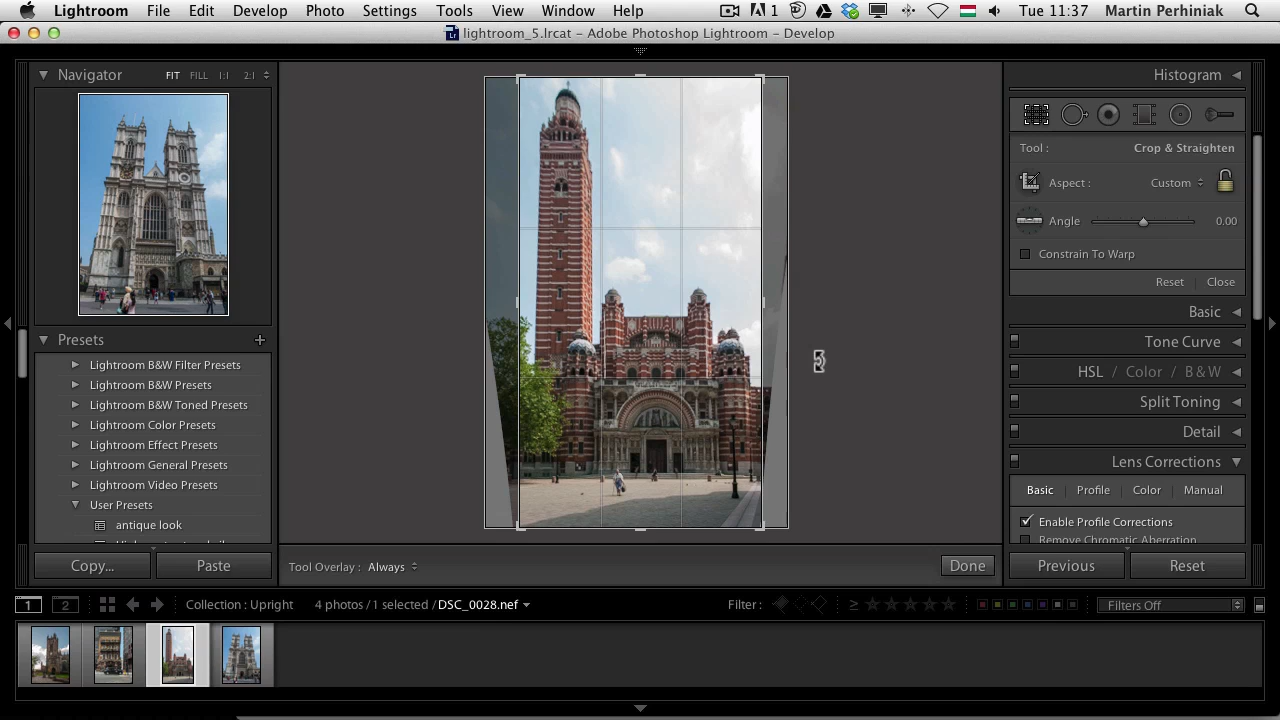 Lightroom File Edit Develop Photo Settings Tools View Window Help 1 Tue 11:37 Martin Perhiniak
Lr lightroom_5.lrcat – Adobe Photoshop Lightroom – Develop
Navigator FIT FILL 1:1 2:1
Histogram
Tool : Crop & Straighten
Aspect : Custom
Angle 0.00
Constrain To Warp
Reset Close
Presets
Basic
Lightroom B&W Filter Presets
Lightroom B&W Presets
Lightroom B&W Toned Presets
Lightroom Color Presets
Lightroom Effect Presets
Lightroom General Presets
Lightroom Video Presets
User Presets
antique look
Tone Curve
HSL / Color / B&W
Split Toning
Detail
Lens Corrections
Basic Profile Color Manual
Enable Profile Corrections
Remove Chromatic Aberration
Copy... Paste
Tool Overlay : Always
Done
Previous Reset
1 2 Collection : Upright 4 photos / 1 selected / DSC_0028.nef Filter : ≥ Filters Off